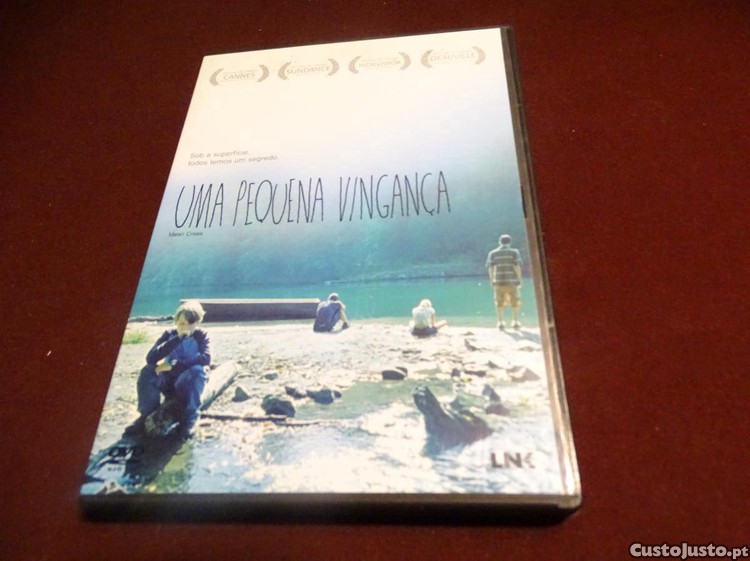 CANNES
SUNDANCE
DEAUVILLE
Sob a superfície,
todos temos um segredo
UMA PEQUENA VINGANÇA
Mean Creek
DVD
LNK
CustoJusto.pt